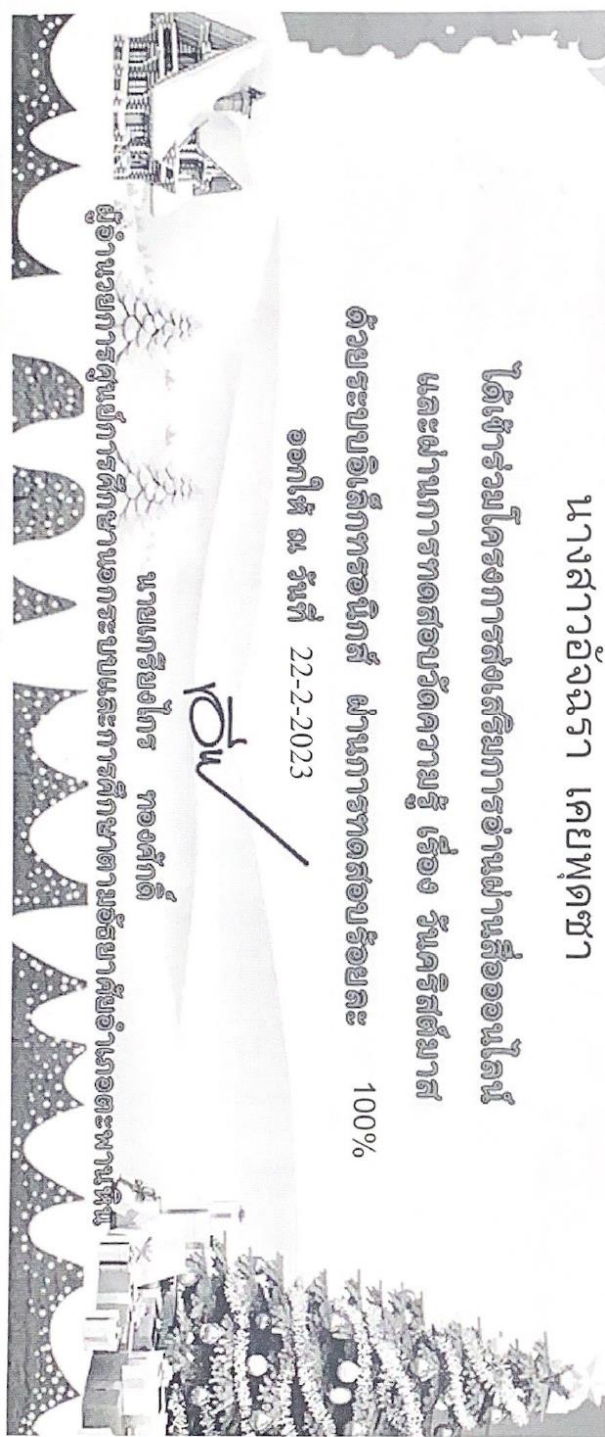 นางสาวอัจฉรา เคยพุดซา
ได้เข้าร่วมโครงการส่งเสริมการอ่านผ่านสื่อออนไลน์
และผ่านการทดสอบวัดความรู้ เรื่อง วันคริสต์มาส
ด้วยระบบอิเล็กทรอนิกส์ ผ่านการทดสอบร้อยละ 100%
ออกให้ ณ วันที่ 22-2-2023
นายเกรียงไกร ทองศักดิ์
ผู้อำนวยการศูนย์การศึกษานอกระบบและการศึกษาตามอัธยาศัยอำเภอตะพานหิน